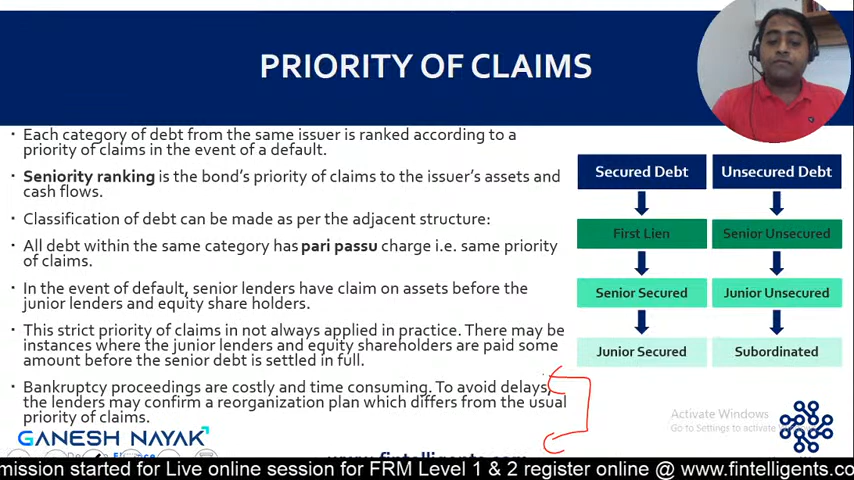 PRIORITY OF CLAIMS
• Each category of debt from the same issuer is ranked according to a
priority of claims in the event of a default.
• Seniority ranking is the bond's priority of claims to the issuer's assets and
cash flows.
• Classification of debt can be made as per the adjacent structure:
• All debt within the same category has pari passu charge i.e. same priority
of claims.
• In the event of default, senior lenders have claim on assets before the
junior lenders and equity share holders.
• This strict priority of claims in not always applied in practice. There may be
instances where the junior lenders and equity shareholders are paid some
amount before the senior debt is settled in full.
• Bankruptcy proceedings are costly and time consuming. To avoid delays,
the lenders may confirm a reorganization plan which differs from the usual
priority of claims.
Secured Debt
First Lien
Senior Secured
Junior Secured
Unsecured Debt
Senior Unsecured
Junior Unsecured
Subordinated
Activate Windows
Go to Settings to activate
GANESH NAYAK
www.fintelligents.com
mission started for Live online session for FRM Level 1 & 2 register online @ www.fintelligents.co